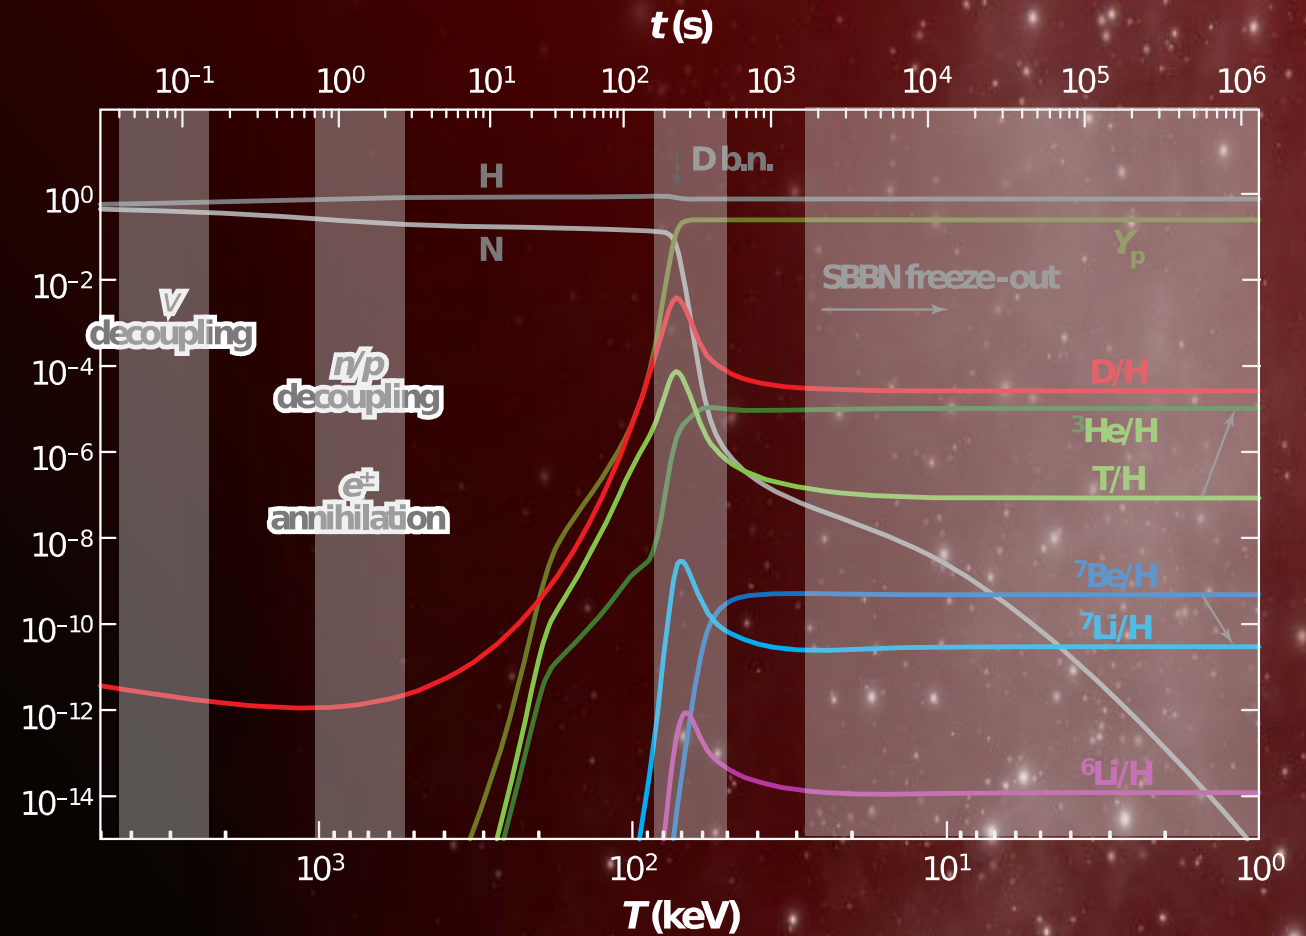 t (s)
10⁻¹ 10⁰ 10¹ 10² 10³ 10⁴ 10⁵ 10⁶
D b.n.
H
10⁰
N
Yₚ
SBBN freeze-out
10⁻²
ν
decoupling
n/p
decoupling
10⁻⁴
D/H
³He/H
10⁻⁶
T/H
e±
annihilation
10⁻⁸
⁷Be/H
10⁻¹⁰
⁷Li/H
10⁻¹²
⁶Li/H
10⁻¹⁴
10³ 10² 10¹ 10⁰
T (keV)